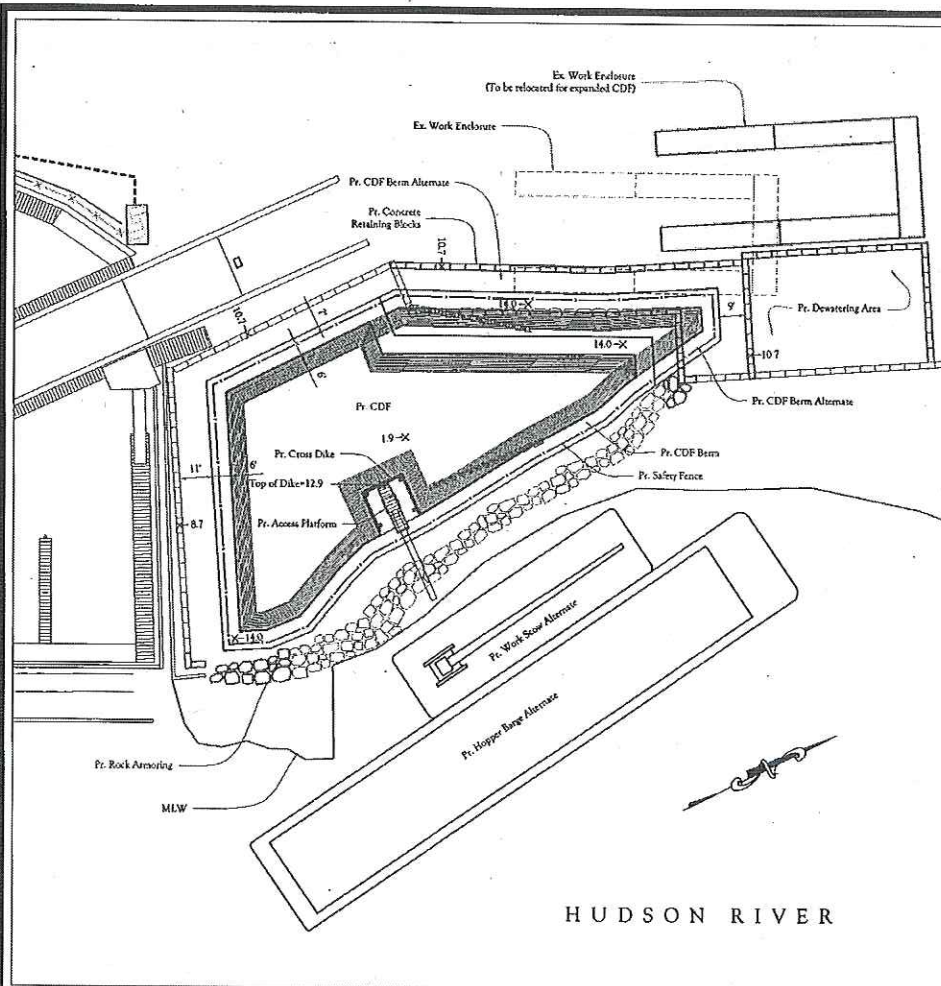 Ex. Work Enclosure
(To be relocated for expanded CDF)
Ex. Work Enclosure
Pr. CDF Berm Alternate
Pr. Concrete
Retaining Blocks
10.7
10.7
7'
6'
14.0
14.0
9'
Pr. Dewatering Area
10.7
Pr. CDF Berm Alternate
Pr. CDF
1.9
Pr. CDF Berm
Pr. Cross Dike
Pr. Safety Fence
11'
6'
Top of Dike=12.9
8.7
Pr. Access Platform
14.0
Pr. Work Scow Alternate
Pr. Hopper Barge Alternate
Pr. Rock Armoring
MLW
N
HUDSON RIVER